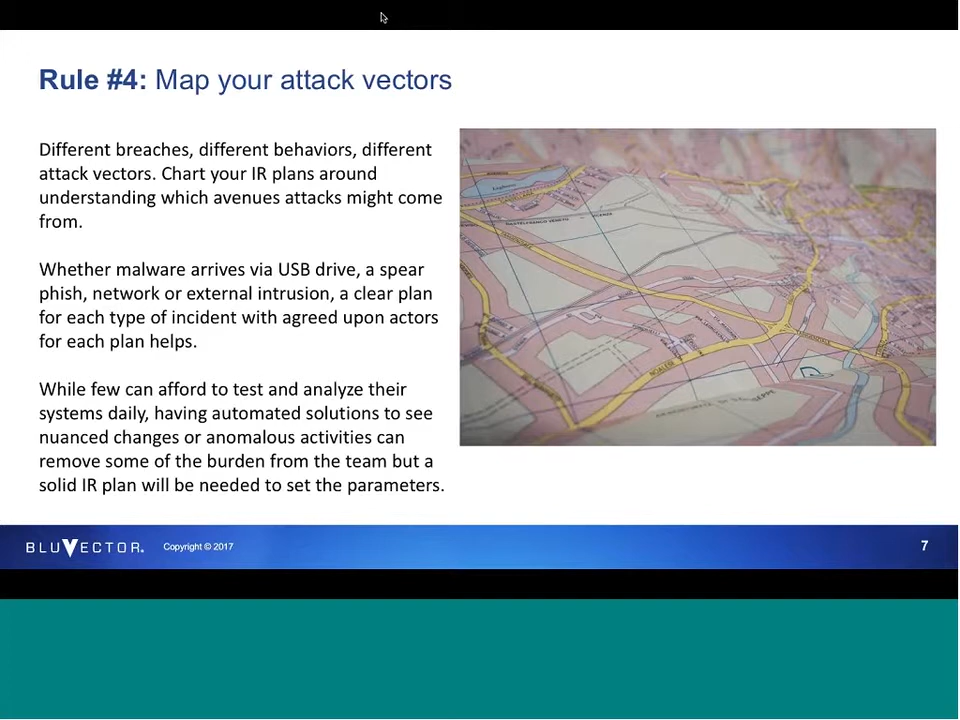 Rule #4: Map your attack vectors
Different breaches, different behaviors, different
attack vectors. Chart your IR plans around
understanding which avenues attacks might come
from.
Whether malware arrives via USB drive, a spear
phish, network or external intrusion, a clear plan
for each type of incident with agreed upon actors
for each plan helps.
While few can afford to test and analyze their
systems daily, having automated solutions to see
nuanced changes or anomalous activities can
remove some of the burden from the team but a
solid IR plan will be needed to set the parameters.
BLUVECTOR.
Copyright © 2017
7